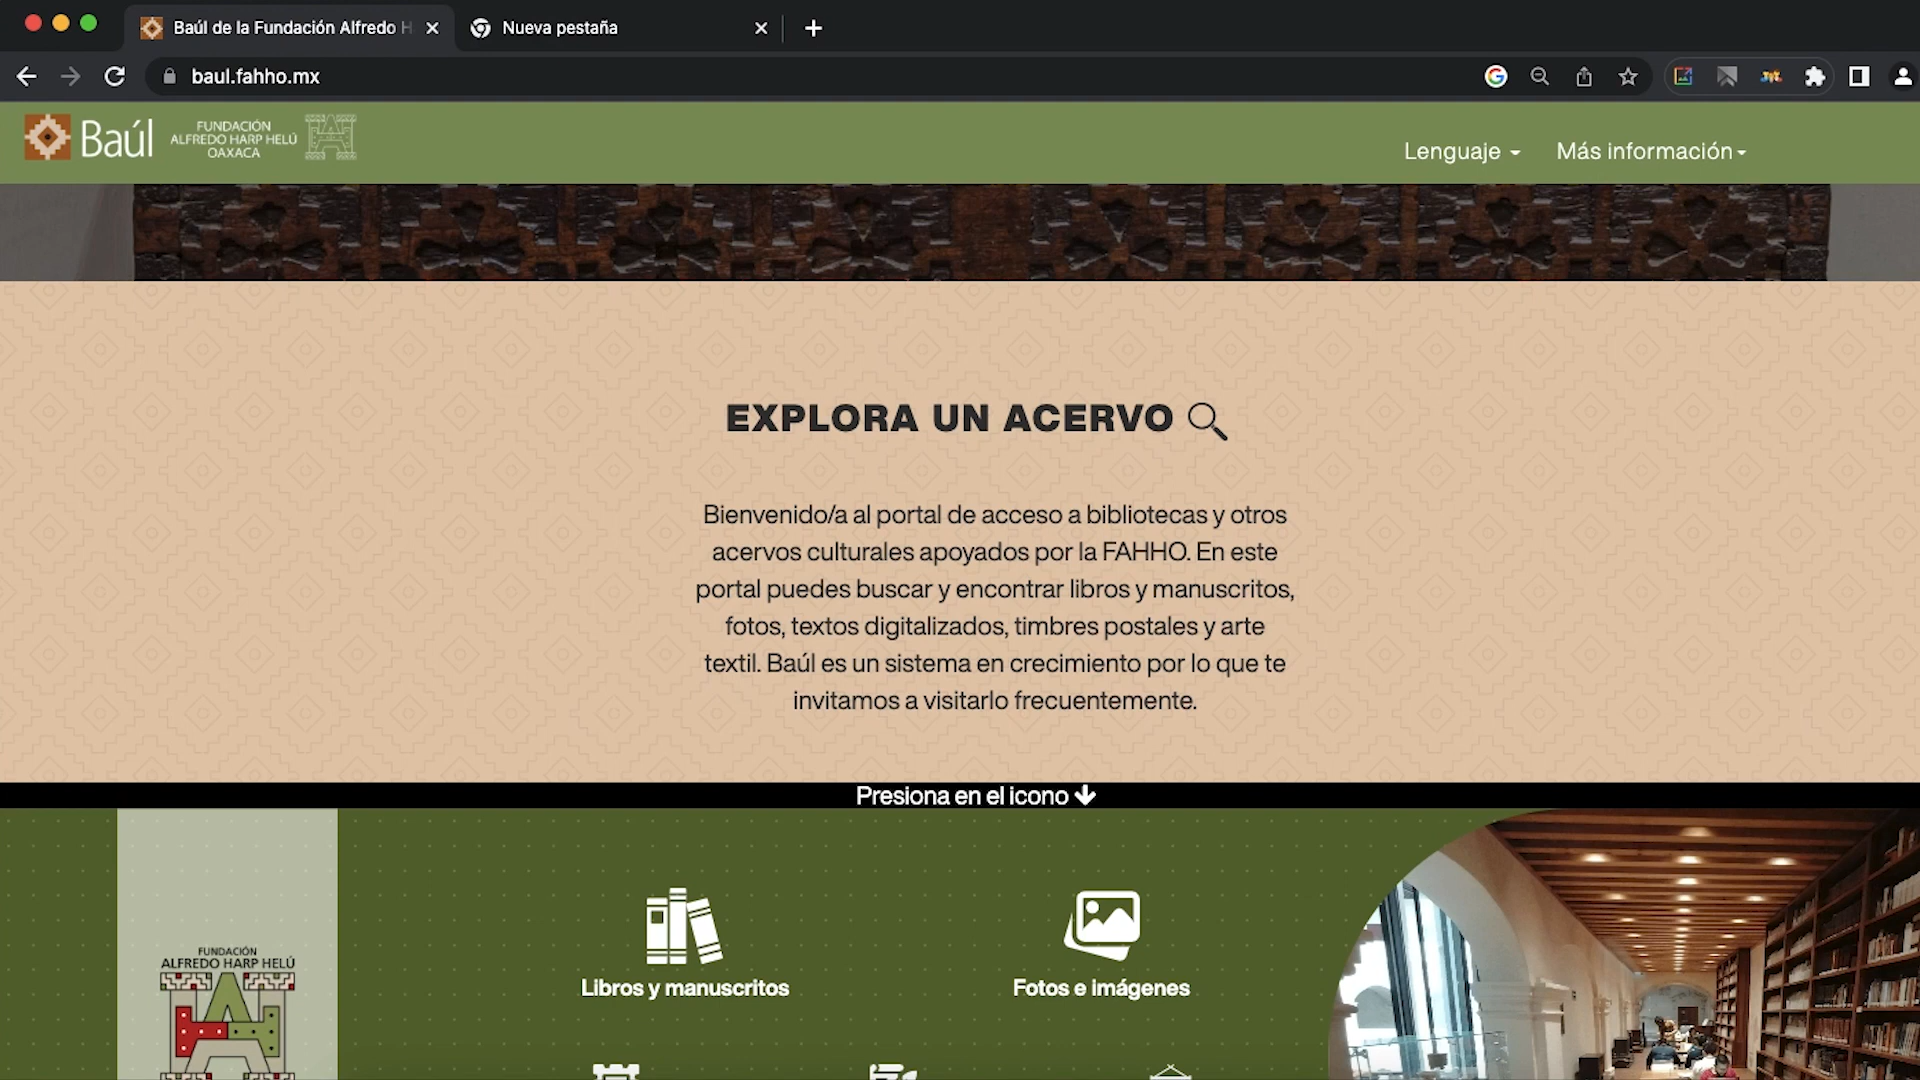 Baúl de la Fundación Alfredo H
Nueva pestaña
baul.fahho.mx
Baúl
FUNDACIÓN
ALFREDO HARP HELÚ
OAXACA
Lenguaje
Más información
EXPLORA UN ACERVO
Bienvenido/a al portal de acceso a bibliotecas y otros
acervos culturales apoyados por la FAHHO. En este
portal puedes buscar y encontrar libros y manuscritos,
fotos, textos digitalizados, timbres postales y arte
textil. Baúl es un sistema en crecimiento por lo que te
invitamos a visitarlo frecuentemente.
Presiona en el icono
FUNDACIÓN
ALFREDO HARP HELÚ
Libros y manuscritos
Fotos e imágenes